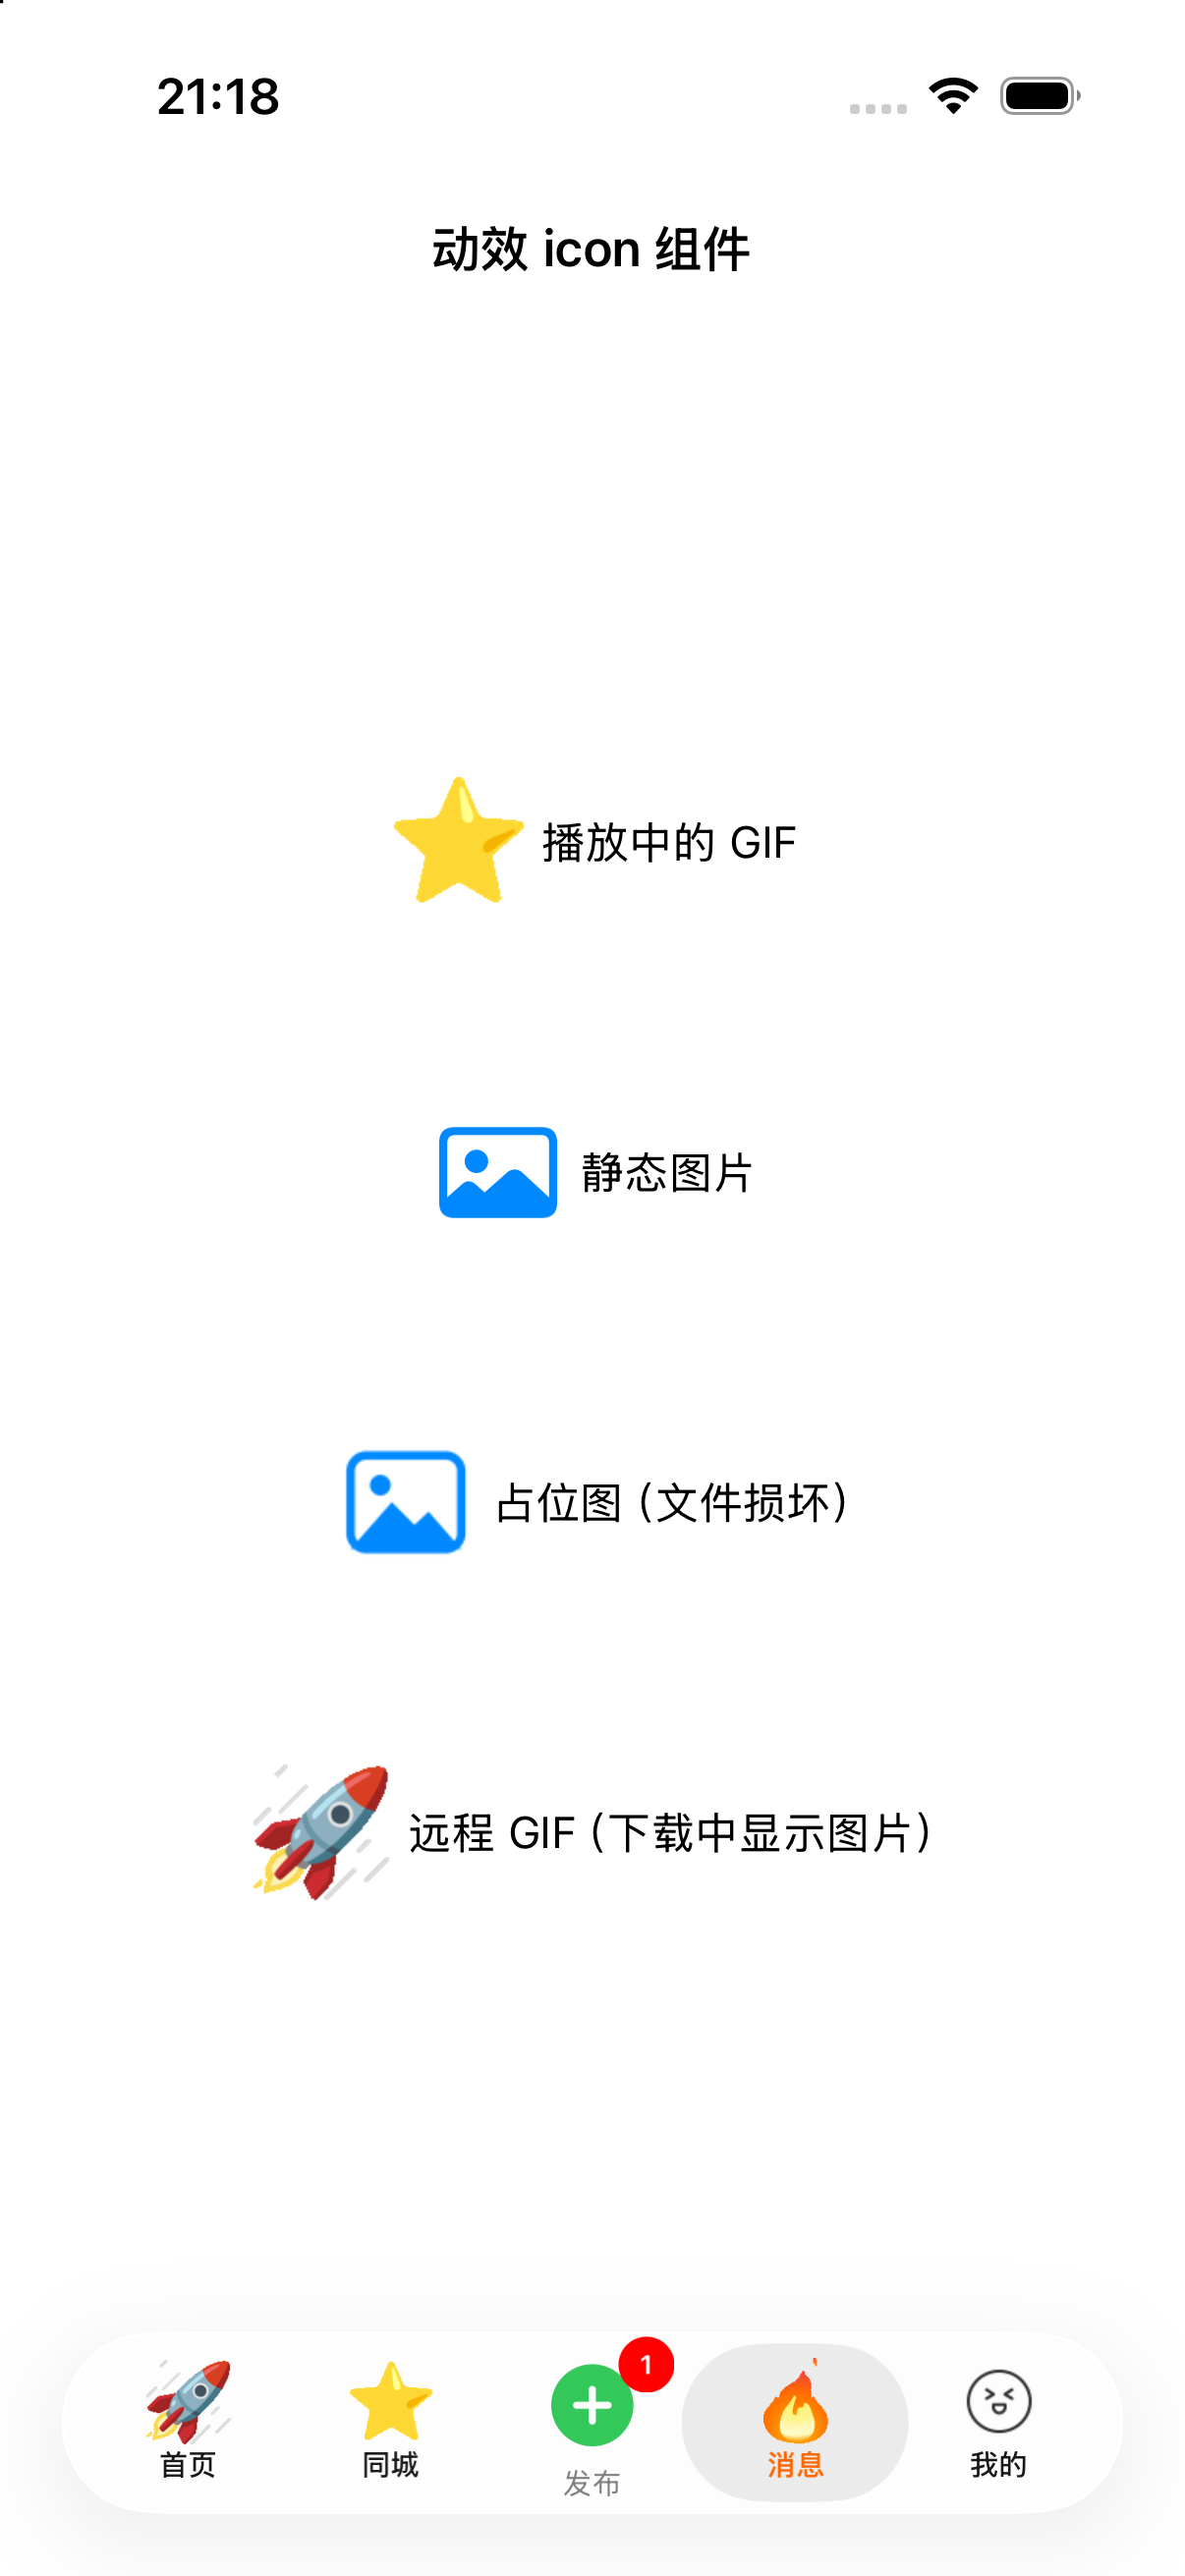 21:18
动效 icon 组件
播放中的 GIF
静态图片
占位图（文件损坏）
远程 GIF（下载中显示图片）
1
首页
同城
发布
消息
我的